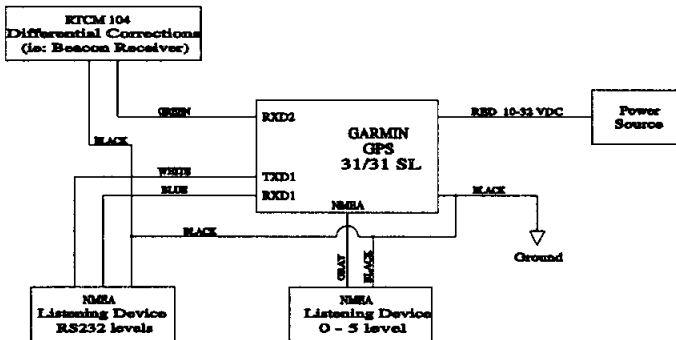 RTCM 104
Differential Corrections
(ie: Beacon Receiver)
GREEN
BLACK
RXD2
GARMIN
GPS
31/31 SL
RED 10-32 VDC
Power
Source
WHITE
TXD1
BLUE
RXD1
NMEA
BLACK
BLACK
GRAY
BLACK
Ground
NMEA
Listening Device
RS232 levels
NMEA
Listening Device
0 - 5 level